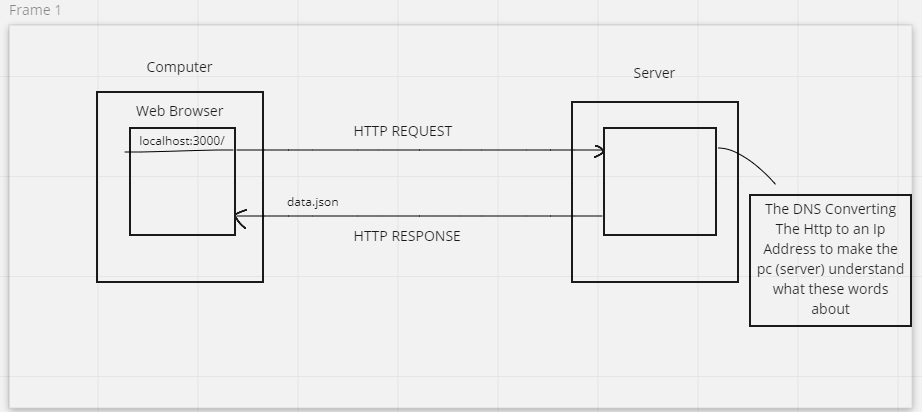 Frame 1
Computer
Server
Web Browser
localhost:3000/
HTTP REQUEST
data.json
HTTP RESPONSE
The DNS Converting
The Http to an Ip
Address to make the
pc (server) understand
what these words
about